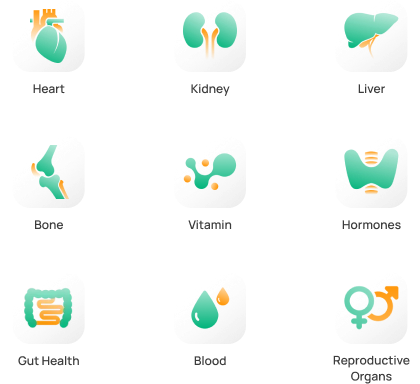 Heart
Kidney
Liver
Bone
Vitamin
Hormones
Gut Health
Blood
Reproductive
Organs